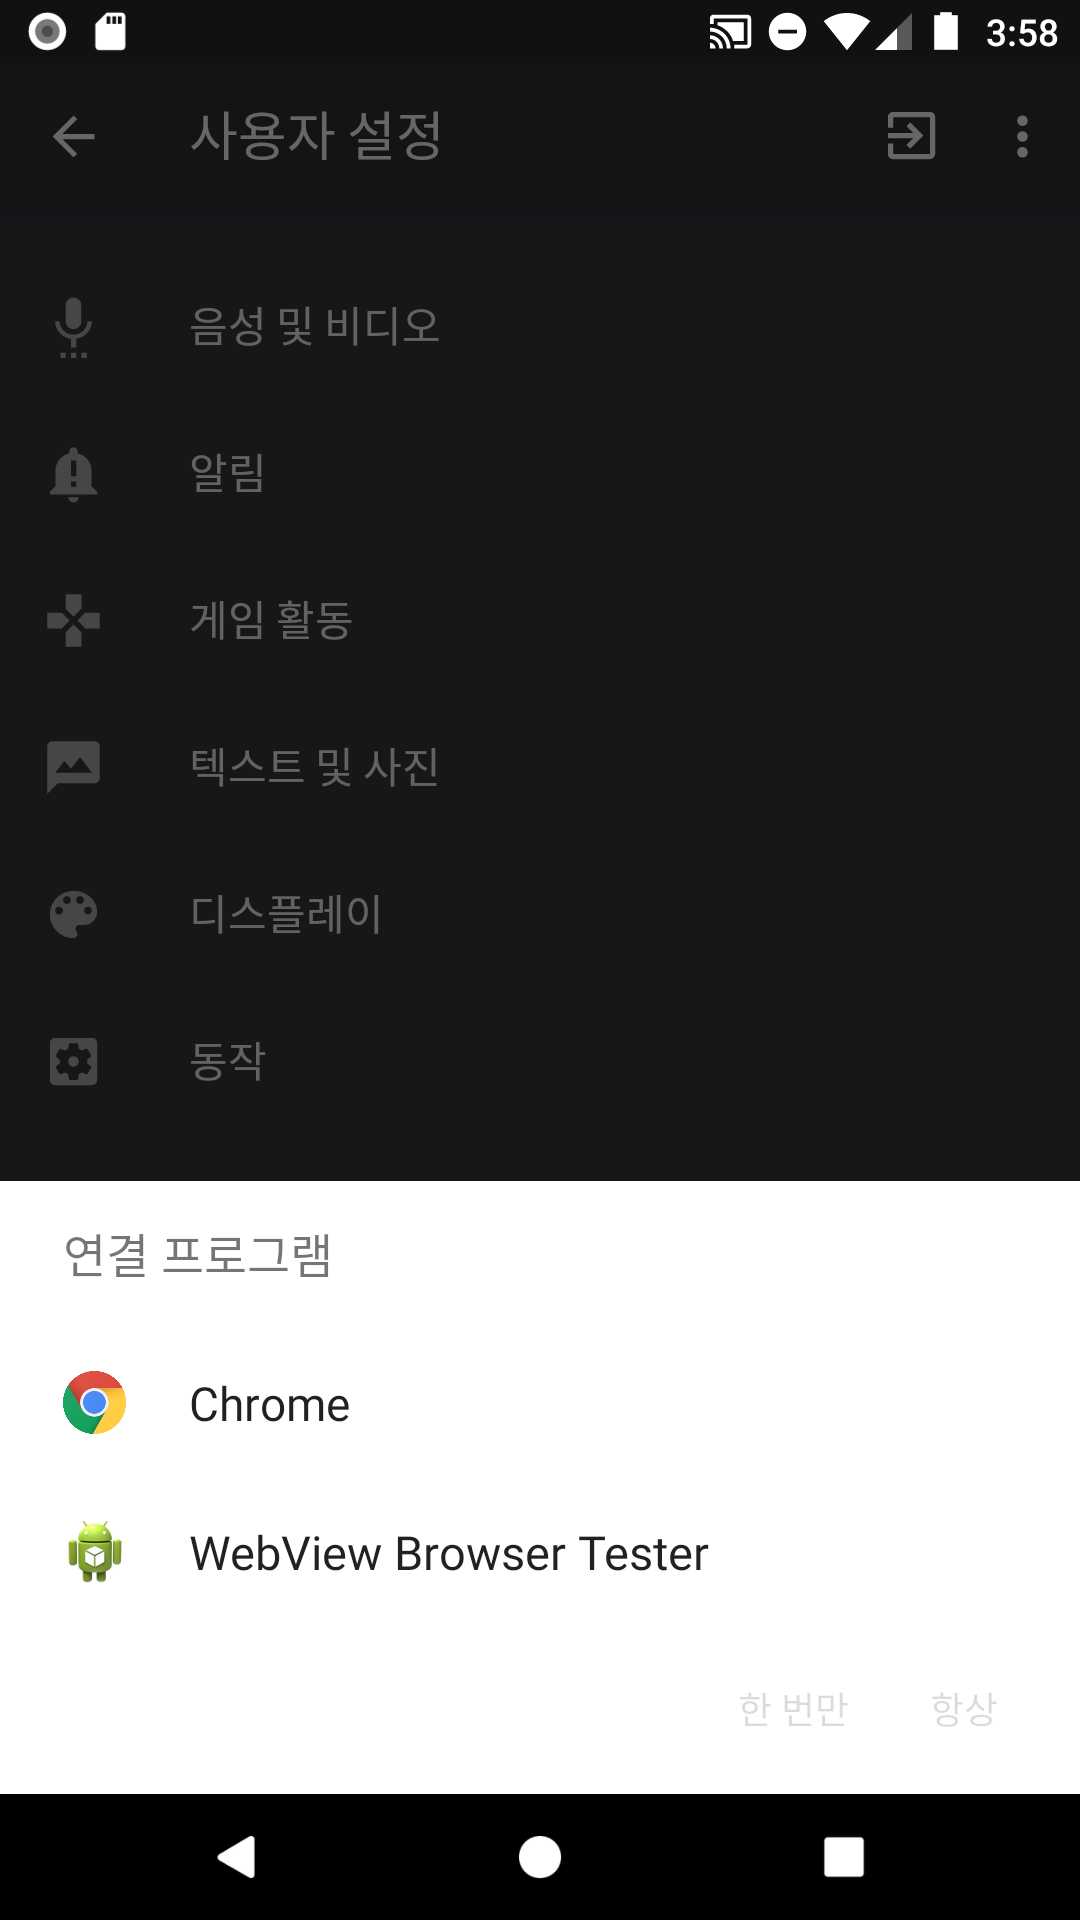 3:58
사용자 설정
음성 및 비디오
알림
게임 활동
텍스트 및 사진
디스플레이
동작
연결 프로그램
Chrome
WebView Browser Tester
한 번만 항상